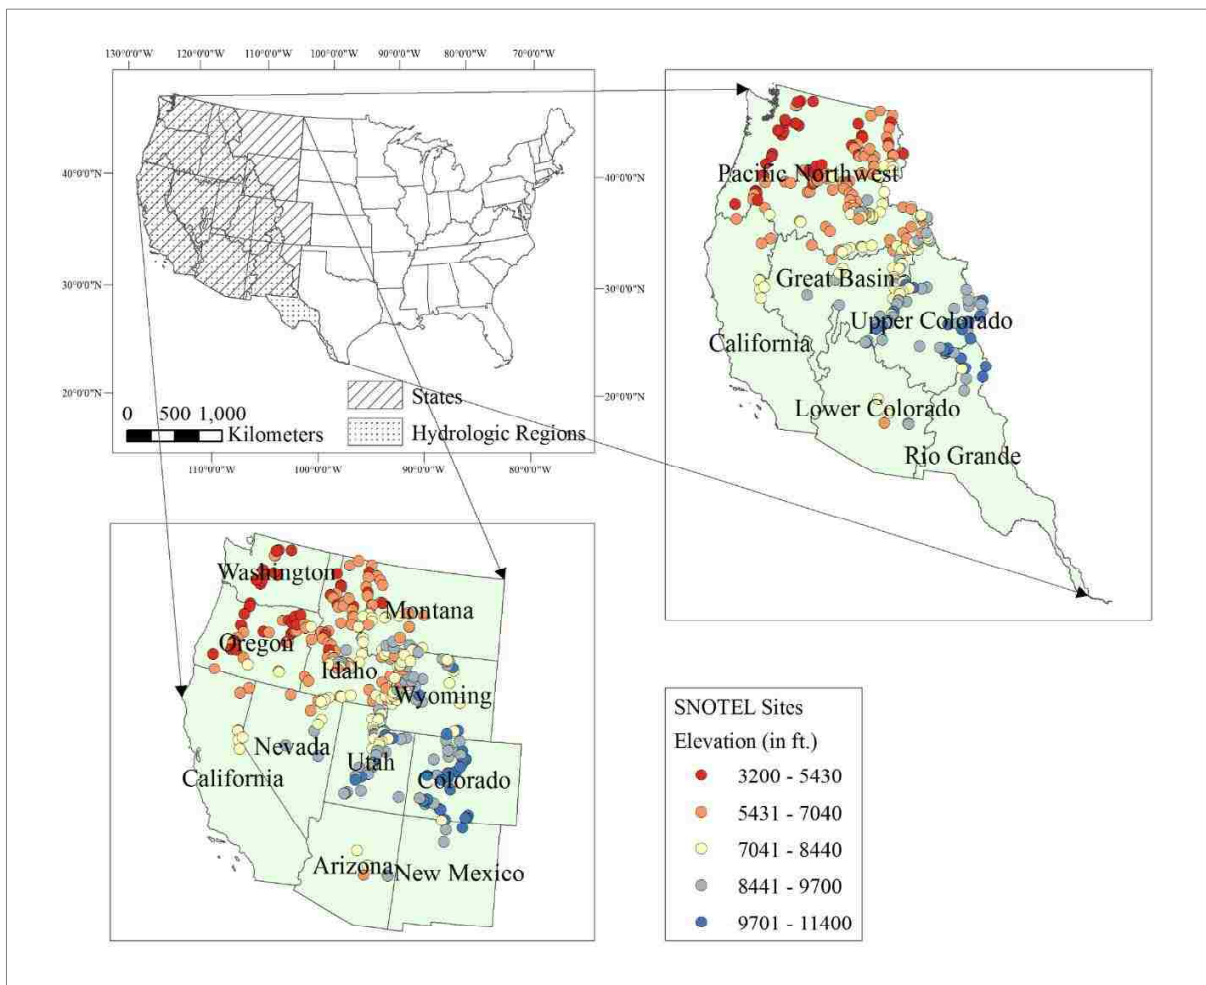 130°0'0"W 120°0'0"W 110°0'0"W 100°0'0"W 90°0'0"W 80°0'0"W 70°0'0"W
40°0'0"N 40°0'0"N
30°0'0"N 30°0'0"N
20°0'0"N 20°0'0"N
0 500 1,000
Kilometers
States
Hydrologic Regions
110°0'0"W 100°0'0"W 90°0'0"W 80°0'0"W
Pacific Northwest
Great Basin
Upper Colorado
California
Lower Colorado
Rio Grande
Washington
Montana
Oregon
Idaho
Wyoming
Nevada
Utah
California
Colorado
Arizona
New Mexico
SNOTEL Sites
Elevation (in ft.)
3200 - 5430
5431 - 7040
7041 - 8440
8441 - 9700
9701 - 11400